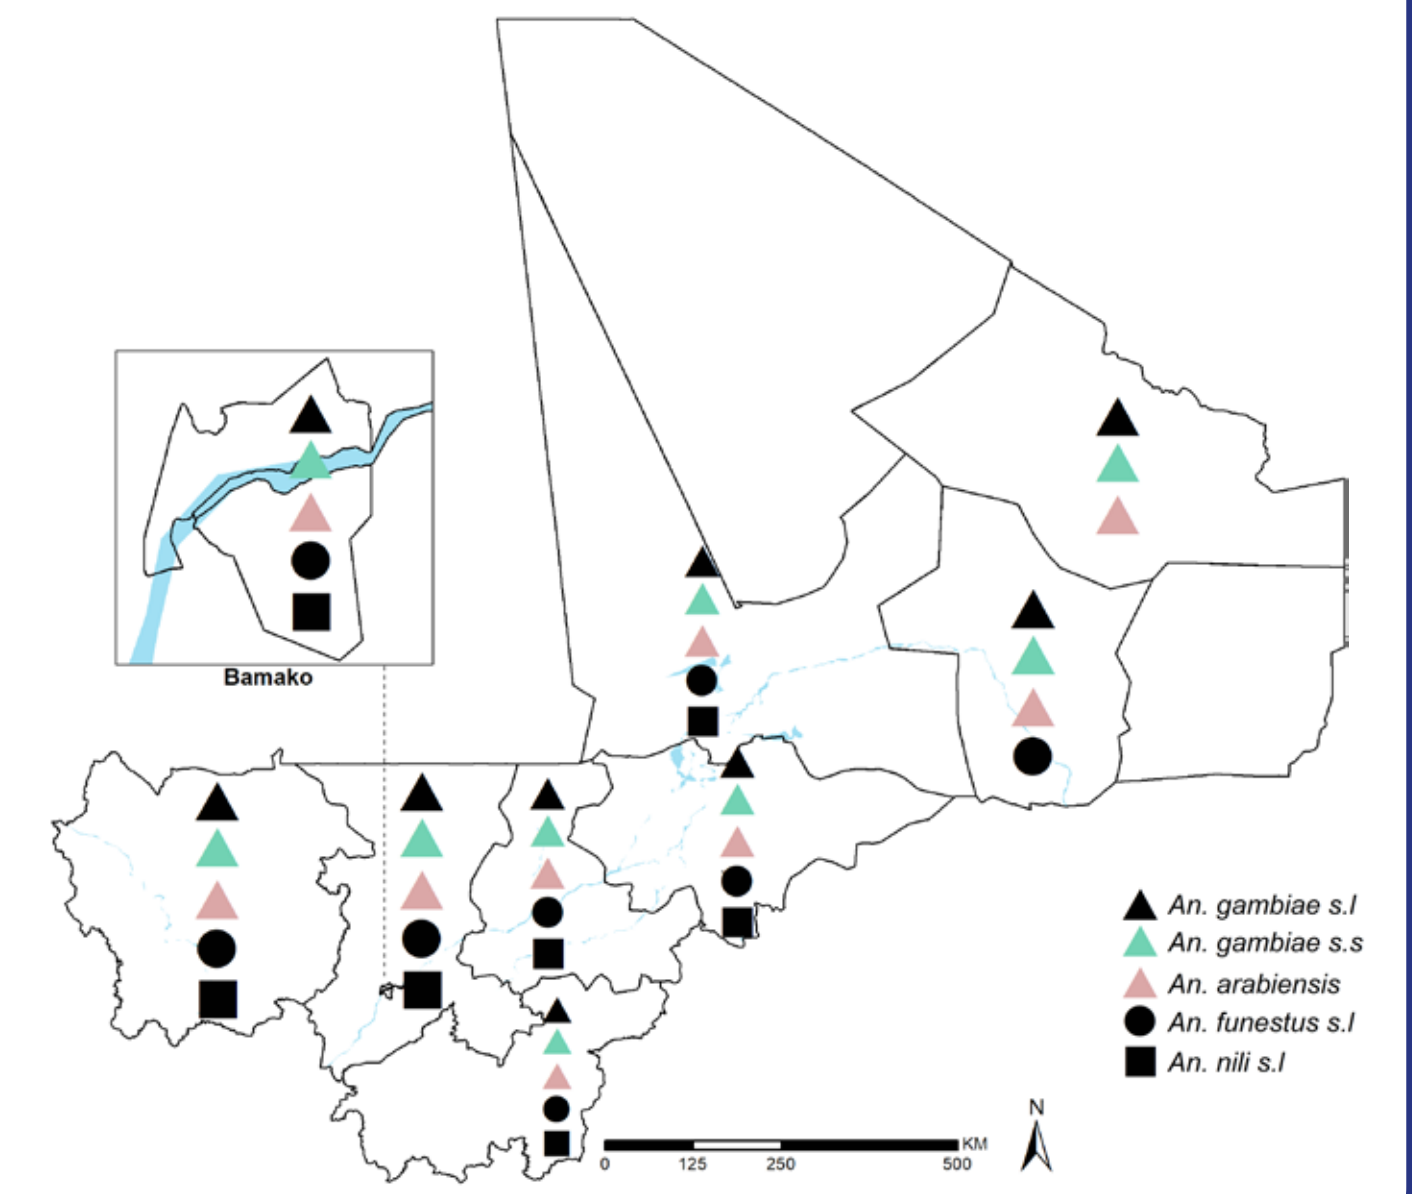 Bamako
An. gambiae s.l
An. gambiae s.s
An. arabiensis
An. funestus s.l
An. nili s.l
N
KM
0 125 250 500